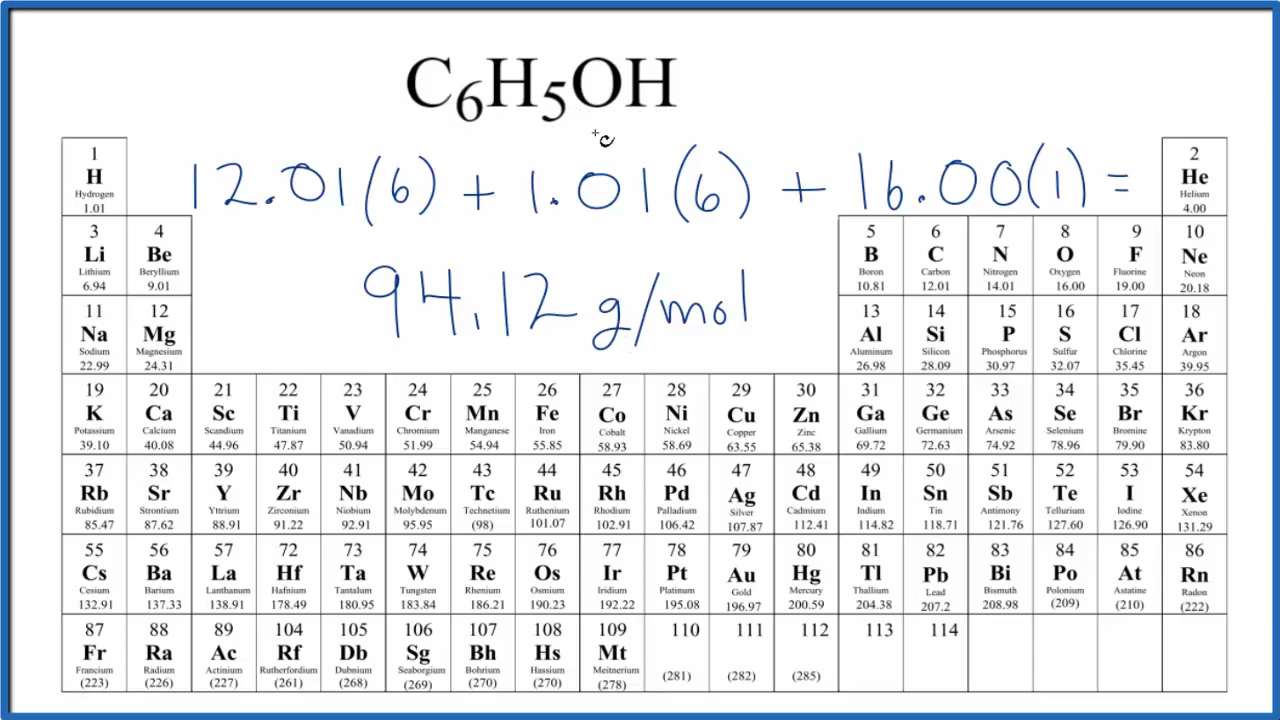 C6H5OH
12.01(6) + 1.01(6) + 16.00(1) =
94.12 g/mol
1 2
H He
Hydrogen Helium
1.01 4.00
3 4 5 6 7 8 9 10
Li Be B C N O F Ne
Lithium Beryllium Boron Carbon Nitrogen Oxygen Fluorine Neon
6.94 9.01 10.81 12.01 14.01 16.00 19.00 20.18
11 12 13 14 15 16 17 18
Na Mg Al Si P S Cl Ar
Sodium Magnesium Aluminum Silicon Phosphorus Sulfur Chlorine Argon
22.99 24.31 26.98 28.09 30.97 32.07 35.45 39.95
19 20 21 22 23 24 25 26 27 28 29 30 31 32 33 34 35 36
K Ca Sc Ti V Cr Mn Fe Co Ni Cu Zn Ga Ge As Se Br Kr
Potassium Calcium Scandium Titanium Vanadium Chromium Manganese Iron Cobalt Nickel Copper Zinc Gallium Germanium Arsenic Selenium Bromine Krypton
39.10 40.08 44.96 47.87 50.94 51.99 54.94 55.85 58.93 58.69 63.55 65.38 69.72 72.63 74.92 78.96 79.90 83.80
37 38 39 40 41 42 43 44 45 46 47 48 49 50 51 52 53 54
Rb Sr Y Zr Nb Mo Tc Ru Rh Pd Ag Cd In Sn Sb Te I Xe
Rubidium Strontium Yttrium Zirconium Niobium Molybdenum Technetium Ruthenium Rhodium Palladium Silver Cadmium Indium Tin Antimony Tellurium Iodine Xenon
85.47 87.62 88.91 91.22 92.91 95.95 (98) 101.07 102.91 106.42 107.87 112.41 114.82 118.71 121.76 127.60 126.90 131.29
55 56 57 72 73 74 75 76 77 78 79 80 81 82 83 84 85 86
Cs Ba La Hf Ta W Re Os Ir Pt Au Hg Tl Pb Bi Po At Rn
Cesium Barium Lanthanum Hafnium Tantalum Tungsten Rhenium Osmium Iridium Platinum Gold Mercury Thallium Lead Bismuth Polonium Astatine Radon
132.91 137.33 138.91 178.49 180.95 183.84 186.21 190.23 192.22 195.08 196.97 200.59 204.38 207.2 208.98 (209) (210) (222)
87 88 89 104 105 106 107 108 109 110 111 112 113 114
Fr Ra Ac Rf Db Sg Bh Hs Mt
Francium Radium Actinium Rutherfordium Dubnium Seaborgium Bohrium Hassium Meitnerium
(223) (226) (227) (261) (268) (269) (270) (270) (278) (281) (282) (285)